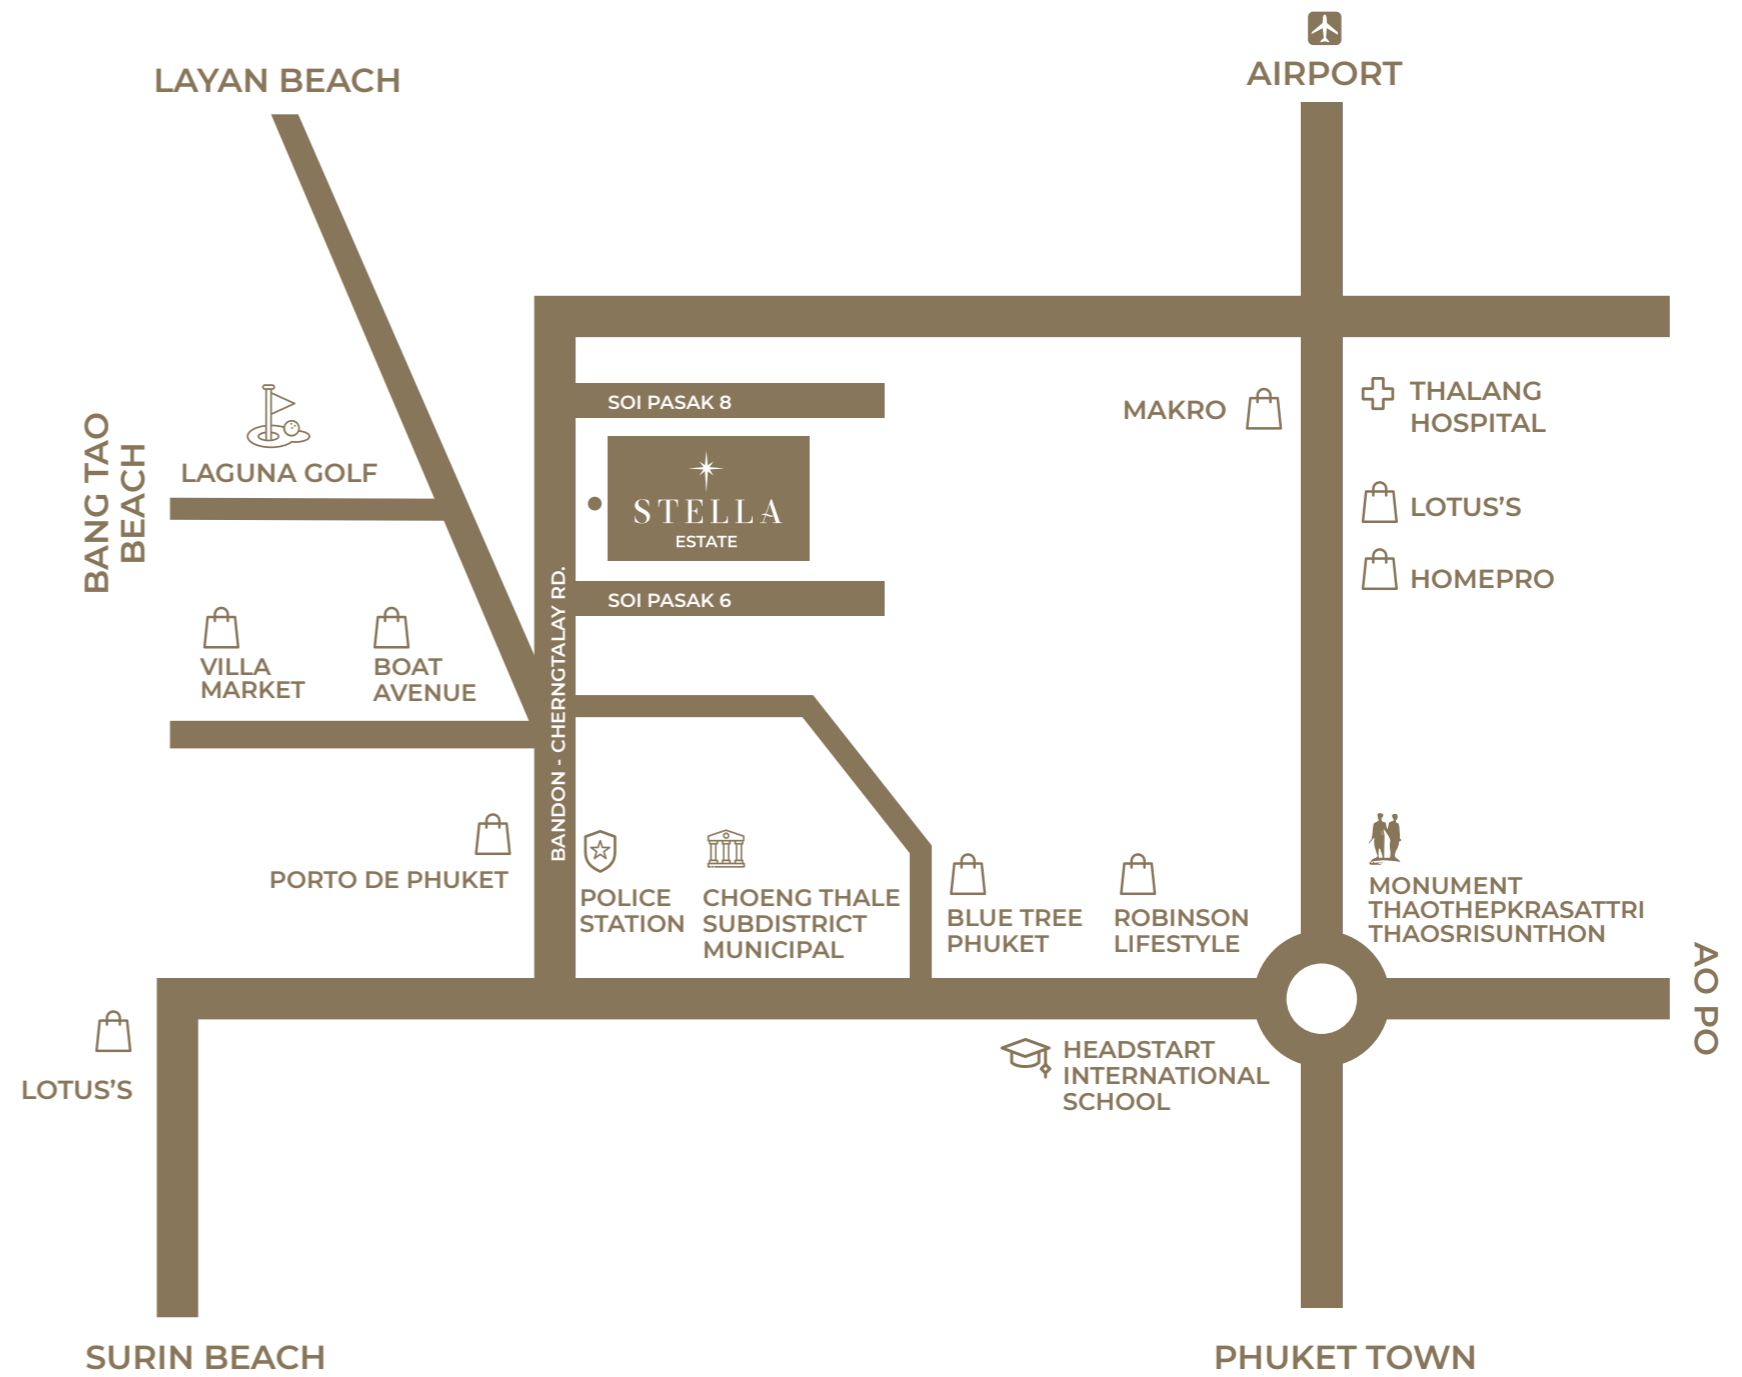 AIRPORT
LAYAN BEACH
SOI PASAK 8
MAKRO
THALANG
HOSPITAL
BANG TAO
BEACH
LAGUNA GOLF
STELLA
ESTATE
LOTUS’S
HOMEPRO
SOI PASAK 6
BANDON - CHERNGTALAY RD.
VILLA
MARKET
BOAT
AVENUE
PORTO DE PHUKET
POLICE
STATION
CHOENG THALE
SUBDISTRICT
MUNICIPAL
BLUE TREE
PHUKET
ROBINSON
LIFESTYLE
MONUMENT
THAOTHEPKRASATTRI
THAOSRISUNTHON
AO PO
LOTUS’S
HEADSTART
INTERNATIONAL
SCHOOL
SURIN BEACH
PHUKET TOWN